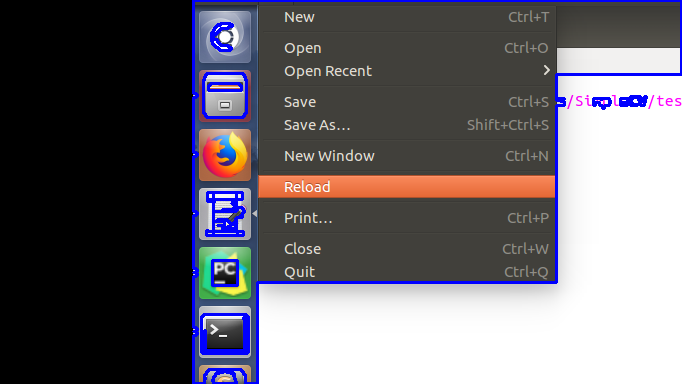 New Ctrl+T
Open Ctrl+O
Open Recent
/tes
Save Ctrl+S
Save As... Shift+Ctrl+S
New Window Ctrl+N
Reload
Print... Ctrl+P
Close Ctrl+W
PC
Quit Ctrl+Q
>_